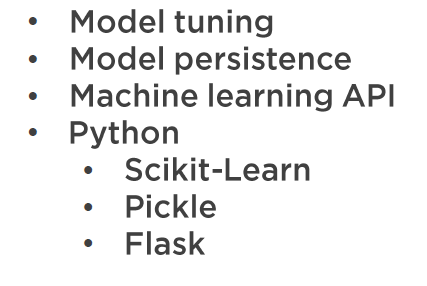 • Model tuning
• Model persistence
• Machine learning API
• Python
• Scikit-Learn
• Pickle
• Flask